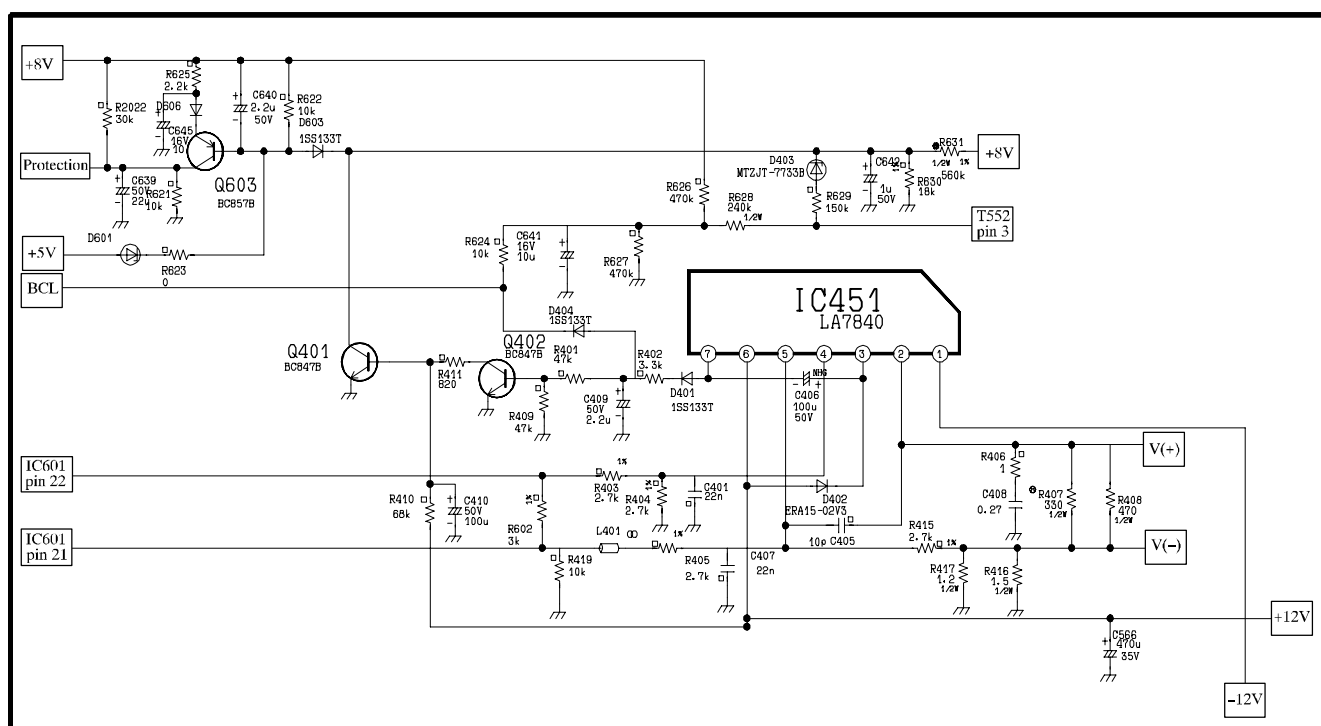 +8V
R625
2.2k
D606
C645
16V
10
R2022
30k
C640
2.2u
50V
R622
10k
D603
1SS133T
Protection
C639
50V
22u
R621
10k
Q603
BC857B
D601
+5V
R623
0
BCL
R626
470k
R628
240k
1/2W
D403
MTZJT-7733B
R629
150k
C642
1u
50V
1%
R630
18k
R631
1/2W 1%
560k
+8V
T552
pin 3
R624
10k
C641
16V
10u
R627
470k
D404
1SS133T
IC451
LA7840
7 6 5 4 3 2 1
Q401
BC847B
R411
820
Q402
BC847B
R401
47k
R402
3.3k
R409
47k
C409
50V
2.2u
D401
1SS133T
NHG
C406
100u
50V
IC601
pin 22
1%
R403
2.7k
1%
R404
2.7k
C401
22n
D402
ERA15-02V3
R406
1
C408
0.27
R407
330
1/2W
R408
470
1/2W
V(+)
R410
68k
C410
50V
100u
1%
R602
3k
IC601
pin 21
R419
10k
L401
1%
R405
2.7k
C407
22n
10p C405
R415
2.7k
1%
R417
1.2
1/2W
R416
1.5
1/2W
V(−)
+12V
C566
470u
35V
−12V